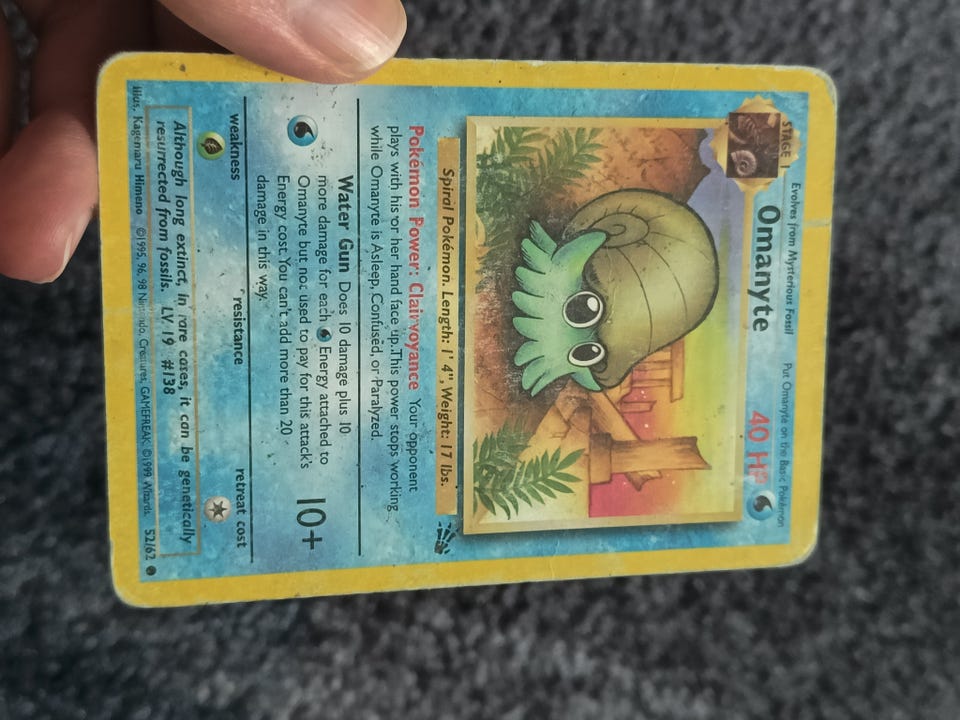 STAGE 1
Evolves from Mysterious Fossil Put Omanyte on the Basic Pokémon
Omanyte 40 HP
Spiral Pokémon. Length: 1' 4", Weight: 17 lbs.
Pokémon Power: Clairvoyance Your opponent
plays with his or her hand face up. This power stops working
while Omanyte is Asleep, Confused, or Paralyzed.
Water Gun Does 10 damage plus 10
more damage for each Energy attached to
Omanyte but not used to pay for this attack's
Energy cost. You can't add more than 20
damage in this way.
10+
weakness resistance retreat cost
Although long extinct, in rare cases, it can be genetically
resurrected from fossils. LV. 19 #138
Illus. Kagemaru Himeno ©1995, 96, 98 Nintendo, Creatures, GAMEFREAK. ©1999 Wizards. 52/62